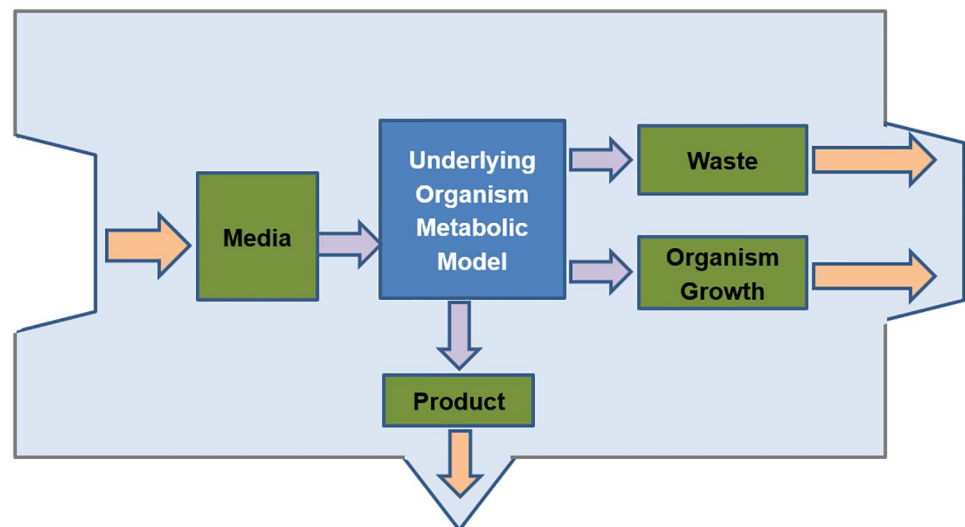 Media
Underlying
Organism
Metabolic
Model
Waste
Organism
Growth
Product